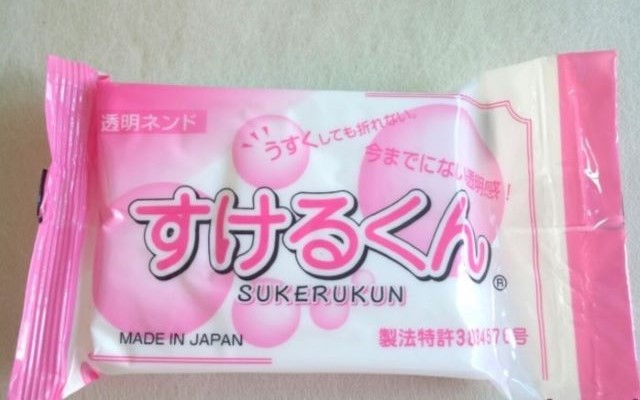 透明ネンド
うすくしても折れない。
今までにない透明感!
すけるくん®
SUKERUKUN
MADE IN JAPAN
製法特許